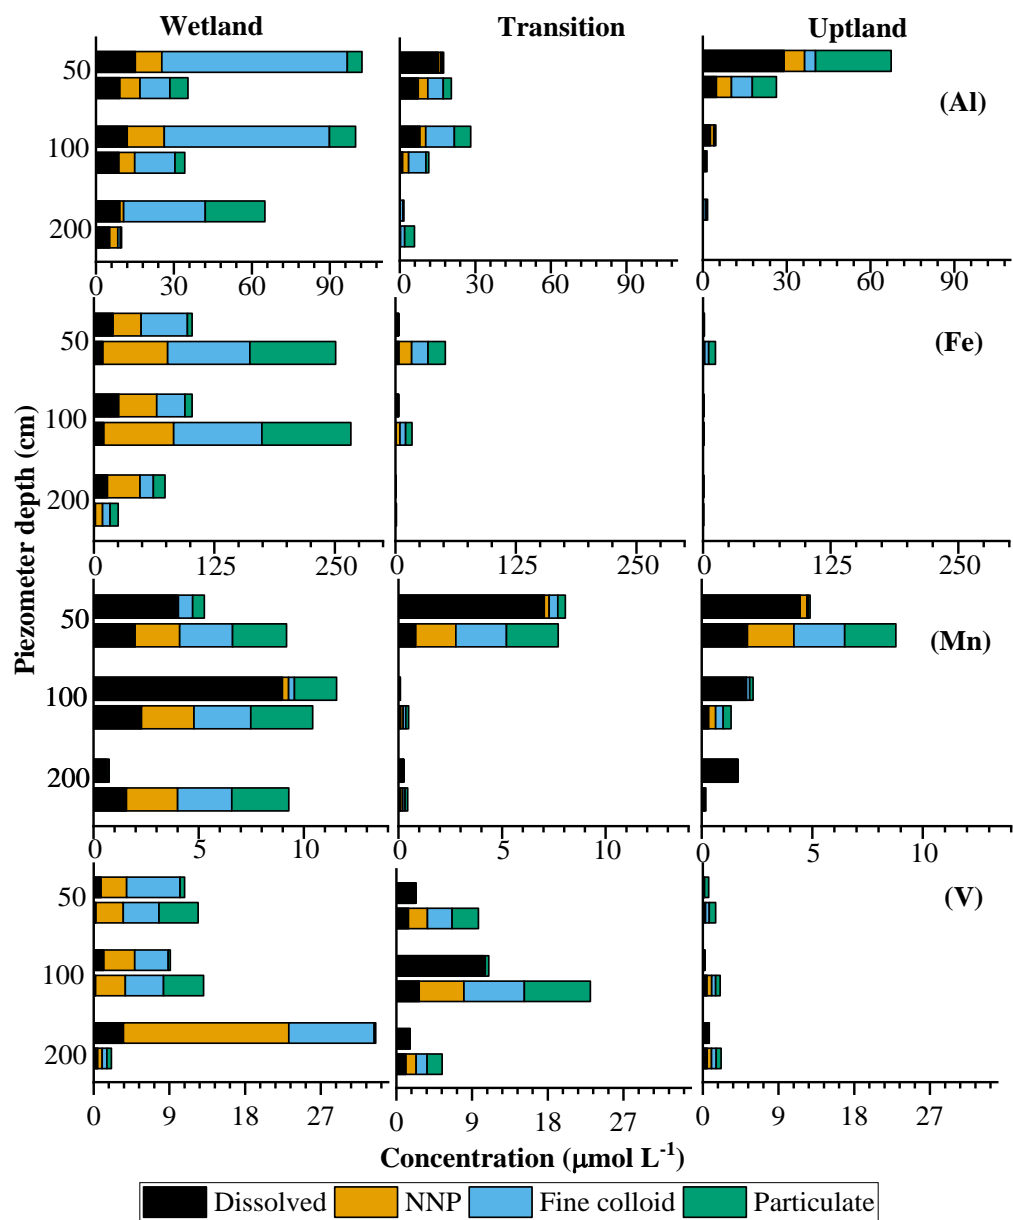 Wetland Transition Uptland
50
100
200
(Al)
0 30 60 90 0 30 60 90 0 30 60 90
50
100
200
(Fe)
0 125 250 0 125 250 0 125 250
Piezometer depth (cm)
50
100
200
(Mn)
0 5 10 0 5 10 0 5 10
50
100
200
(V)
0 9 18 27 0 9 18 27 0 9 18 27
Concentration (μmol L-1)
Dissolved NNP Fine colloid Particulate